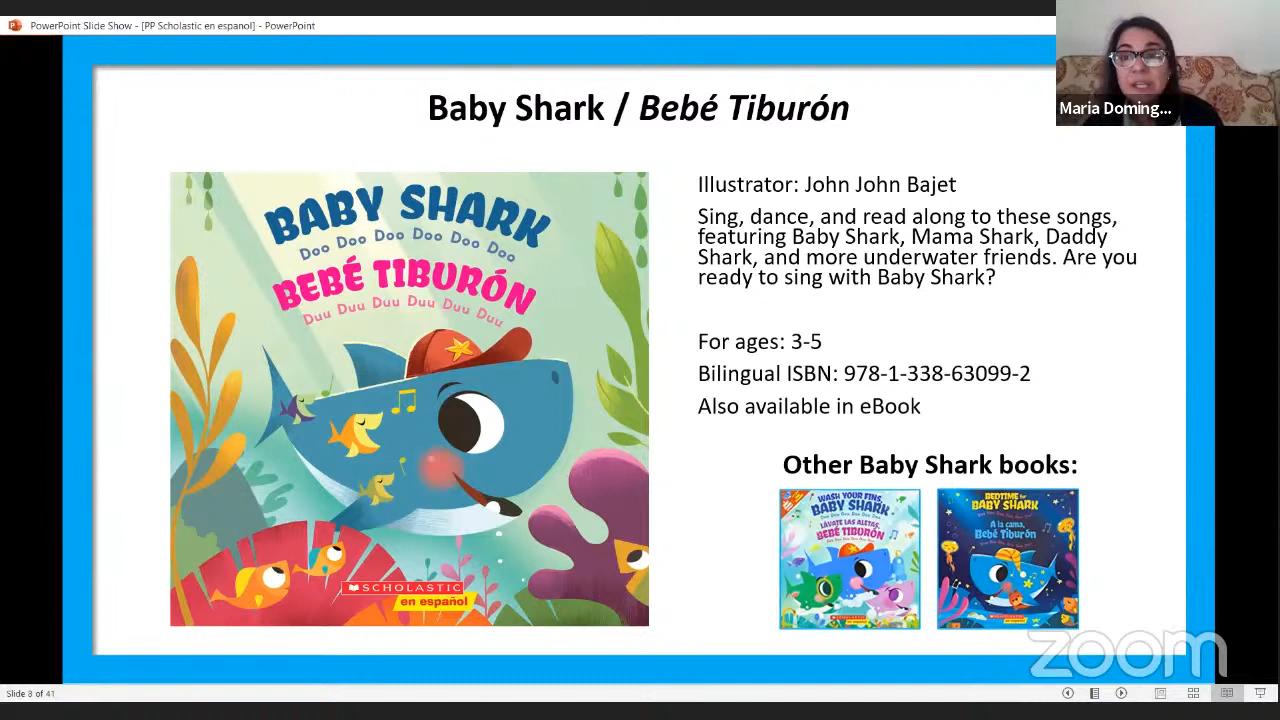 PowerPoint Slide Show - [PP Scholastic en espanol] - PowerPoint
Maria Doming...
Baby Shark / Bebé Tiburón
BABY SHARK
Doo Doo Doo Doo Doo Doo
BEBÉ TIBURÓN
Duu Duu Duu Duu Duu Duu
SCHOLASTIC
en español
Illustrator: John John Bajet
Sing, dance, and read along to these songs,
featuring Baby Shark, Mama Shark, Daddy
Shark, and more underwater friends. Are you
ready to sing with Baby Shark?
For ages: 3-5
Bilingual ISBN: 978-1-338-63099-2
Also available in eBook
Other Baby Shark books:
WASH YOUR FINS,
BABY SHARK
LÁVATE LAS ALETAS,
BEBÉ TIBURÓN
BEDTIME for
BABY SHARK
A la cama,
Bebé Tiburón
zoom
Slide 8 of 41